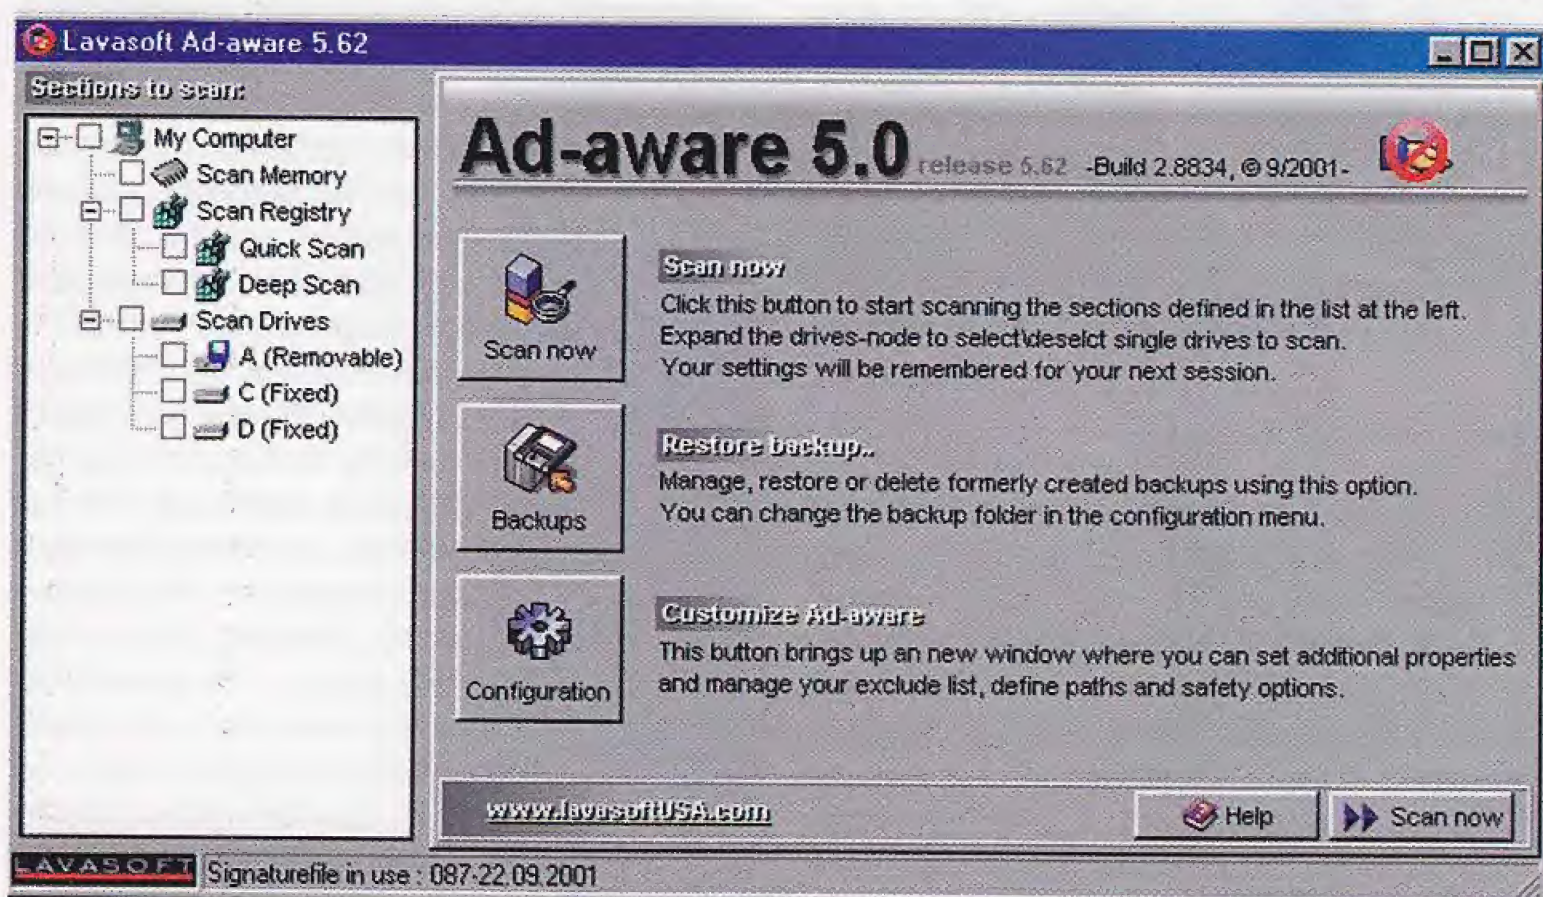 Lavasoft Ad-aware 5.62
Sections to scan:
My Computer
Scan Memory
Scan Registry
Quick Scan
Deep Scan
Scan Drives
A (Removable)
C (Fixed)
D (Fixed)
Ad-aware 5.0 release 5.62 -Build 2.8834, © 9/2001-
Scan now
Scan now
Click this button to start scanning the sections defined in the list at the left.
Expand the drives-node to select\deselct single drives to scan.
Your settings will be remembered for your next session.
Backups
Restore backup..
Manage, restore or delete formerly created backups using this option.
You can change the backup folder in the configuration menu.
Configuration
Customize Ad-aware
This button brings up an new window where you can set additional properties
and manage your exclude list, define paths and safety options.
www.lavasoftUSA.com
Help
Scan now
LAVASOFT
Signaturefile in use : 087-22.09.2001